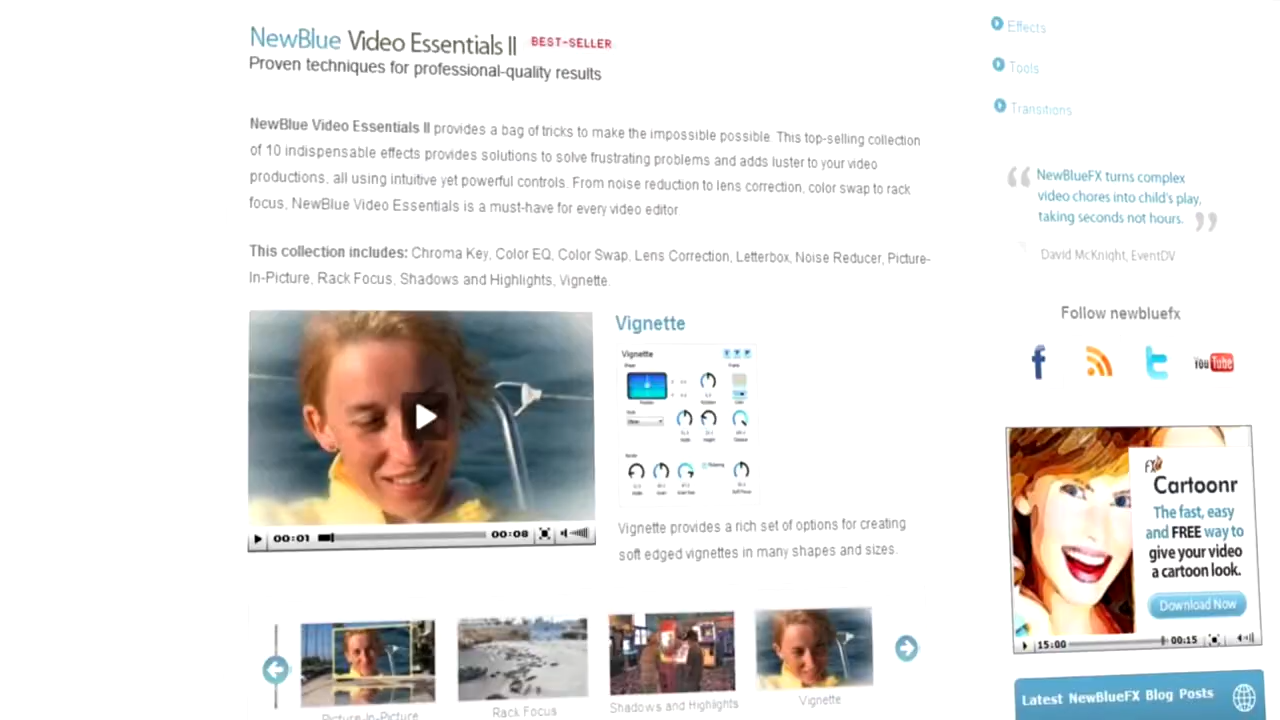 NewBlue Video Essentials II BEST-SELLER
Proven techniques for professional-quality results
NewBlue Video Essentials II provides a bag of tricks to make the impossible possible. This top-selling collection
of 10 indispensable effects provides solutions to solve frustrating problems and adds luster to your video
productions, all using intuitive yet powerful controls. From noise reduction to lens correction, color swap to rack
focus, NewBlue Video Essentials is a must-have for every video editor.
This collection includes: Chroma Key, Color EQ, Color Swap, Lens Correction, Letterbox, Noise Reducer, Picture-
In-Picture, Rack Focus, Shadows and Highlights, Vignette.
00:01 00:08
Vignette
Vignette
Vignette provides a rich set of options for creating
soft edged vignettes in many shapes and sizes.
Picture-In-Picture
Rack Focus
Shadows and Highlights
Vignette
Effects
Tools
Transitions
“ NewBlueFX turns complex
video chores into child's play,
taking seconds not hours. ”
David McKnight, EventDV
Follow newbluefx
You Tube
FX
Cartoonr
The fast, easy
and FREE way to
give your video
a cartoon look.
Download Now
15:00 00:15
Latest NewBlueFX Blog Posts